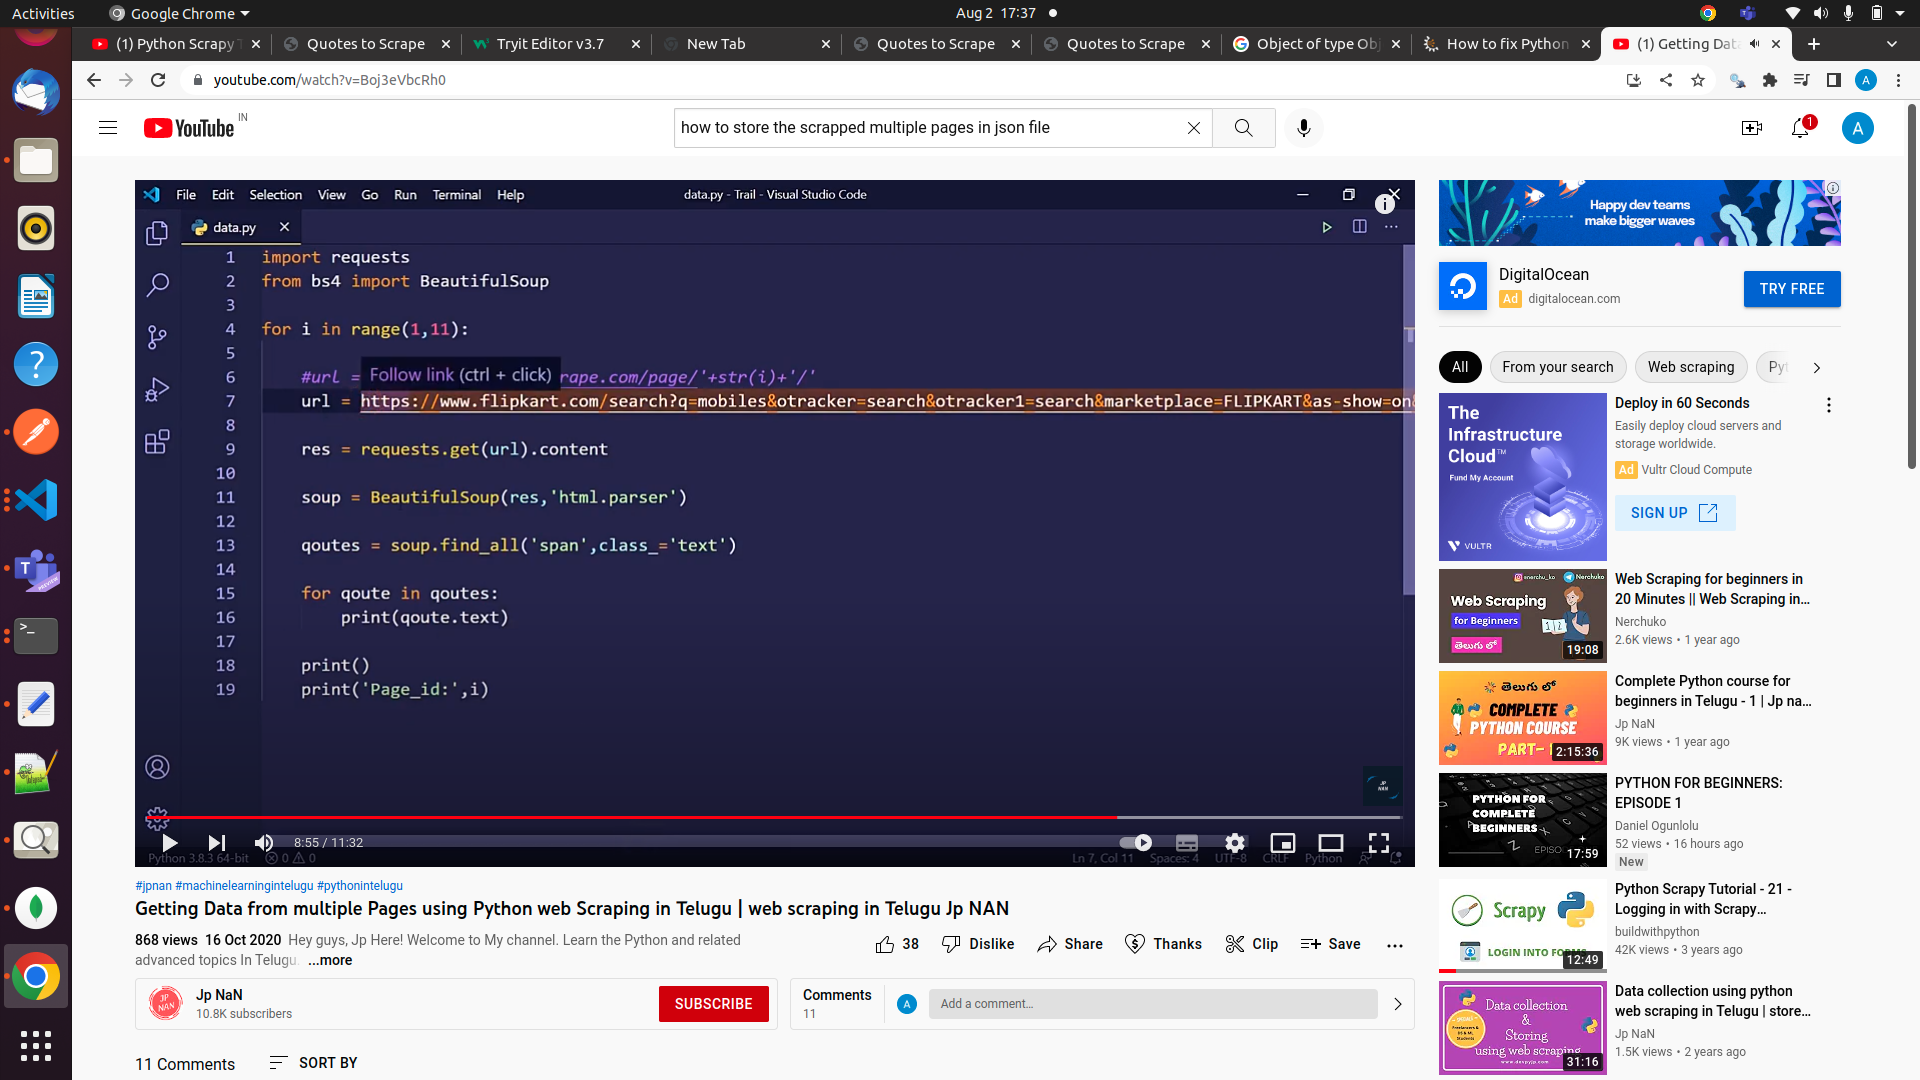 Activities
Google Chrome
Aug 2 17:37
(1) Python Scrapy T
Quotes to Scrape
Tryit Editor v3.7
New Tab
Quotes to Scrape
Quotes to Scrape
Object of type Obj
How to fix Python
(1) Getting Data
youtube.com/watch?v=Boj3eVbcRh0
A
YouTube IN
how to store the scrapped multiple pages in json file
1
A
File Edit Selection View Go Run Terminal Help
data.py - Trail - Visual Studio Code
data.py
1 import requests
2 from bs4 import BeautifulSoup
3
4 for i in range(1,11):
5
6 #url = Follow link (ctrl + click) rape.com/page/'+str(i)+'/'
7 url = https://www.flipkart.com/search?q=mobiles&otracker=search&otracker1=search&marketplace=FLIPKART&as-show=on&
8
9 res = requests.get(url).content
10
11 soup = BeautifulSoup(res,'html.parser')
12
13 qoutes = soup.find_all('span',class_='text')
14
15 for qoute in qoutes:
16 print(qoute.text)
17
18 print()
19 print('Page_id:',i)
JP
NAN
8:55 / 11:32
Python 3.8.3 64-bit 0 0 Ln 7, Col 11 Spaces: 4 UTF-8 CRLF Python
#jpnan #machinelearningintelugu #pythonintelugu
Getting Data from multiple Pages using Python web Scraping in Telugu | web scraping in Telugu Jp NAN
868 views 16 Oct 2020 Hey guys, Jp Here! Welcome to My channel. Learn the Python and related
advanced topics In Telugu. ...more
38 Dislike Share Thanks Clip Save
JP
NAN
Jp NaN
10.8K subscribers
SUBSCRIBE
Comments
11
A
Add a comment...
11 Comments
SORT BY
Happy dev teams
make bigger waves
DigitalOcean
Ad digitalocean.com
TRY FREE
All
From your search
Web scraping
Pyt
The
Infrastructure
Cloud™
Fund My Account
VULTR
Deploy in 60 Seconds
Easily deploy cloud servers and
storage worldwide.
Ad Vultr Cloud Compute
SIGN UP
@nerchu_ko Nerchuko
Web Scraping
for Beginners
తెలుగు లో
19:08
Web Scraping for beginners in
20 Minutes || Web Scraping in...
Nerchuko
2.6K views • 1 year ago
తెలుగు లో
COMPLETE
PYTHON COURSE
PART-
2:15:36
Complete Python course for
beginners in Telugu - 1 | Jp na...
Jp NaN
9K views • 1 year ago
PYTHON FOR
COMPLETE
BEGINNERS
EPISO
17:59
PYTHON FOR BEGINNERS:
EPISODE 1
Daniel Ogunlolu
52 views • 16 hours ago
New
Scrapy
LOGIN INTO FORMS
12:49
Python Scrapy Tutorial - 21 -
Logging in with Scrapy...
buildwithpython
42K views • 3 years ago
Data collection
&
Storing
using web scraping
31:16
Data collection using python
web scraping in Telugu | store...
Jp NaN
1.5K views • 2 years ago